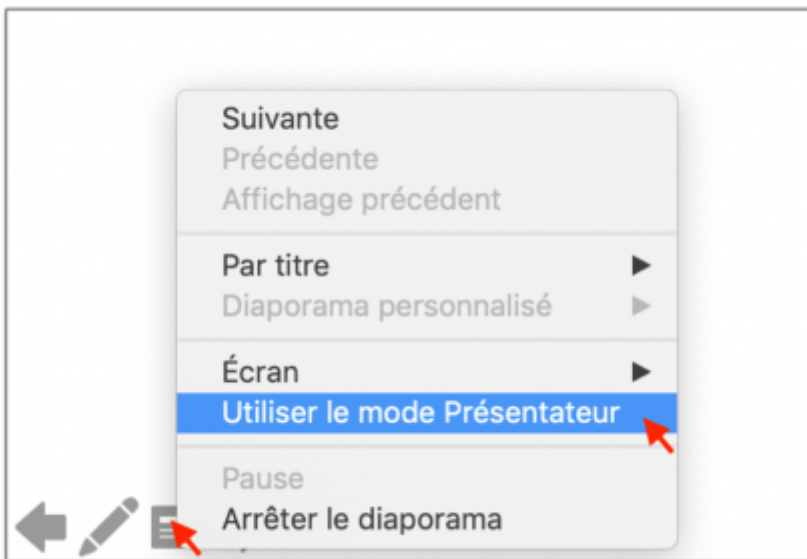 Suivante
Précédente
Affichage précédent
Par titre
Diaporama personnalisé
Écran
Utiliser le mode Présentateur
Pause
Arrêter le diaporama